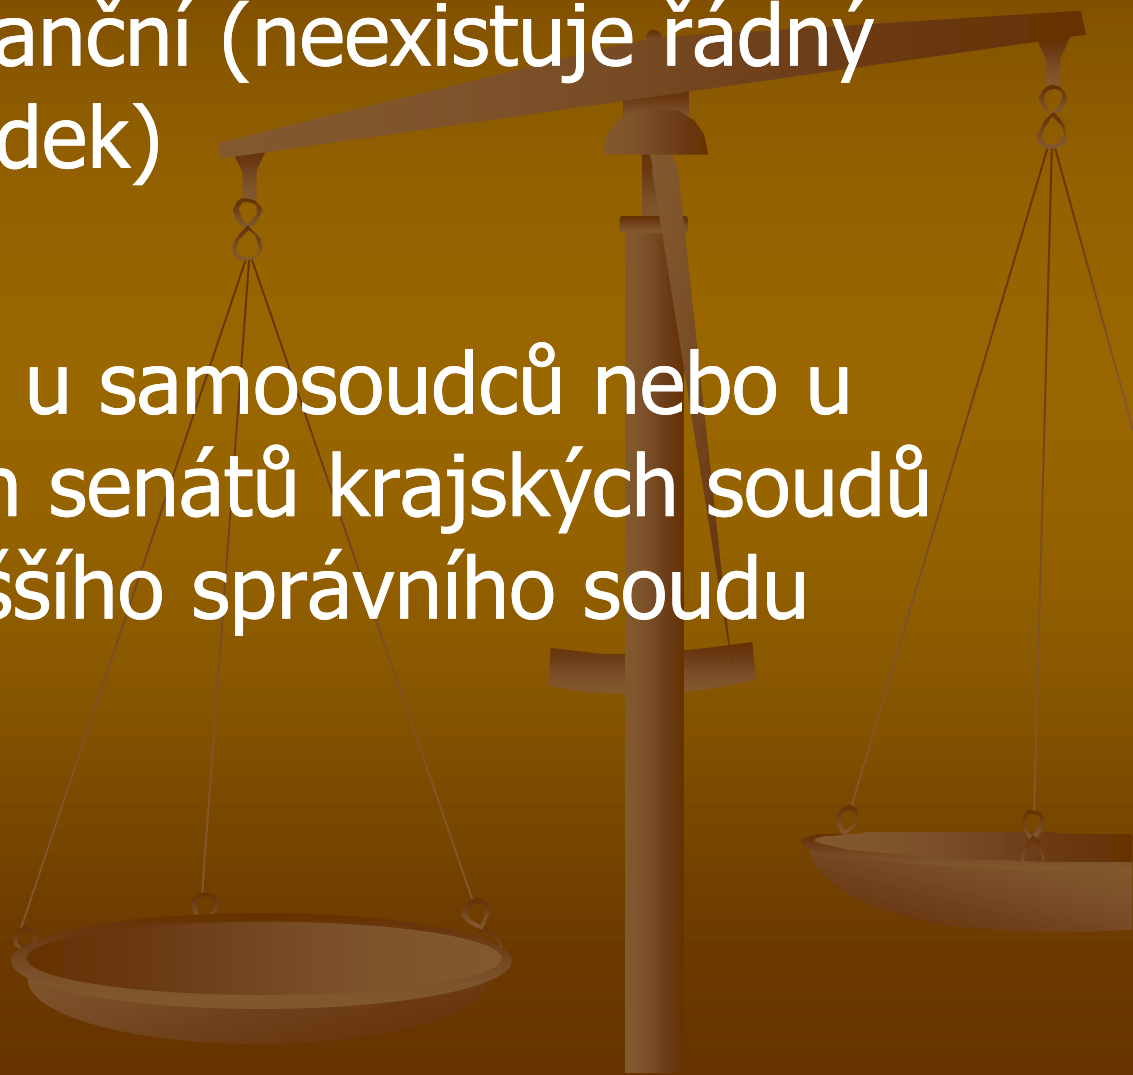 anční (neexistuje řádný
dek)
u samosoudců nebo u
senátů krajských soudů
ššího správního soudu